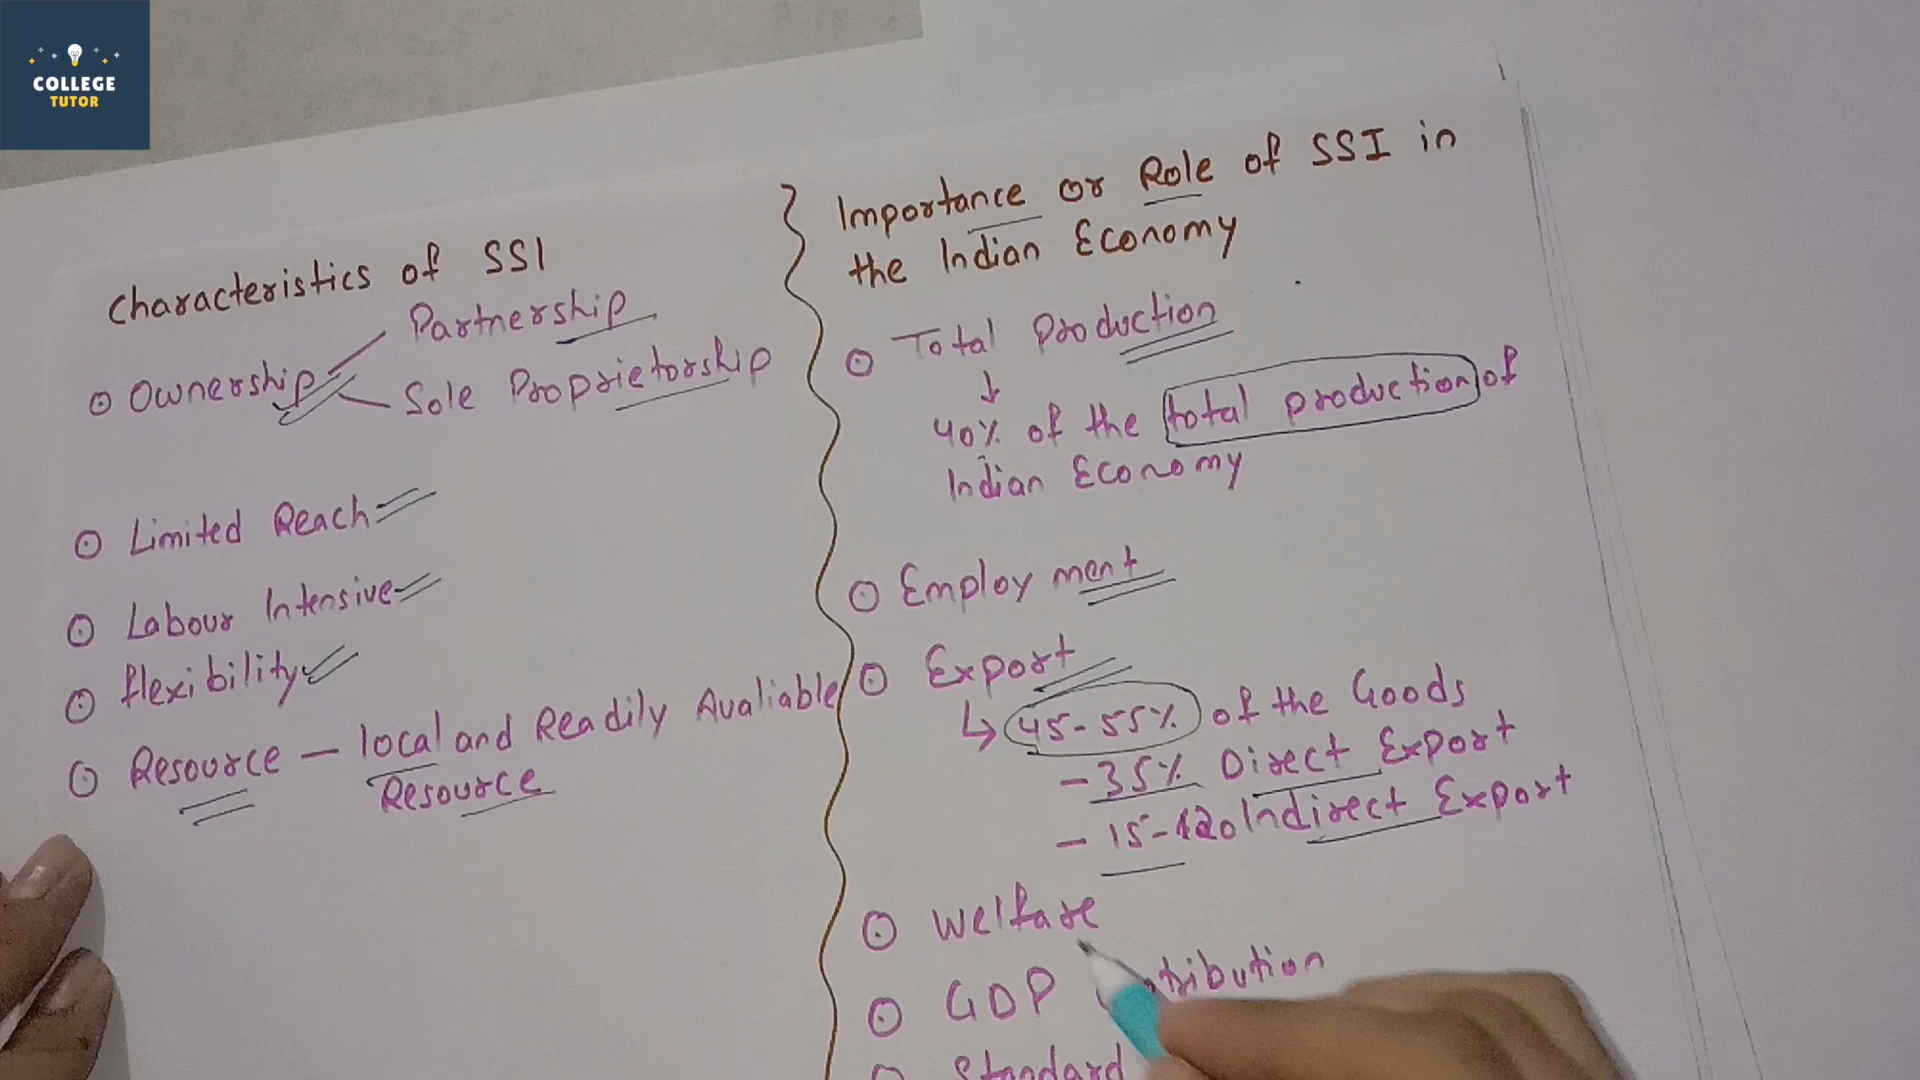 COLLEGE
TUTOR
Characteristics of SSI
Ownership
Partnership
Sole Proprietorship
Limited Reach
Labour Intensive
flexibility
Resource — local and Readily Avaliable
Resource
Importance or Role of SSI in
the Indian Economy
Total Production
40% of the total production of
Indian Economy
Employment
Export
45-55% of the Goods
- 35% Direct Export
- 15-20 Indirect Export
Welfare
GDP
Standard